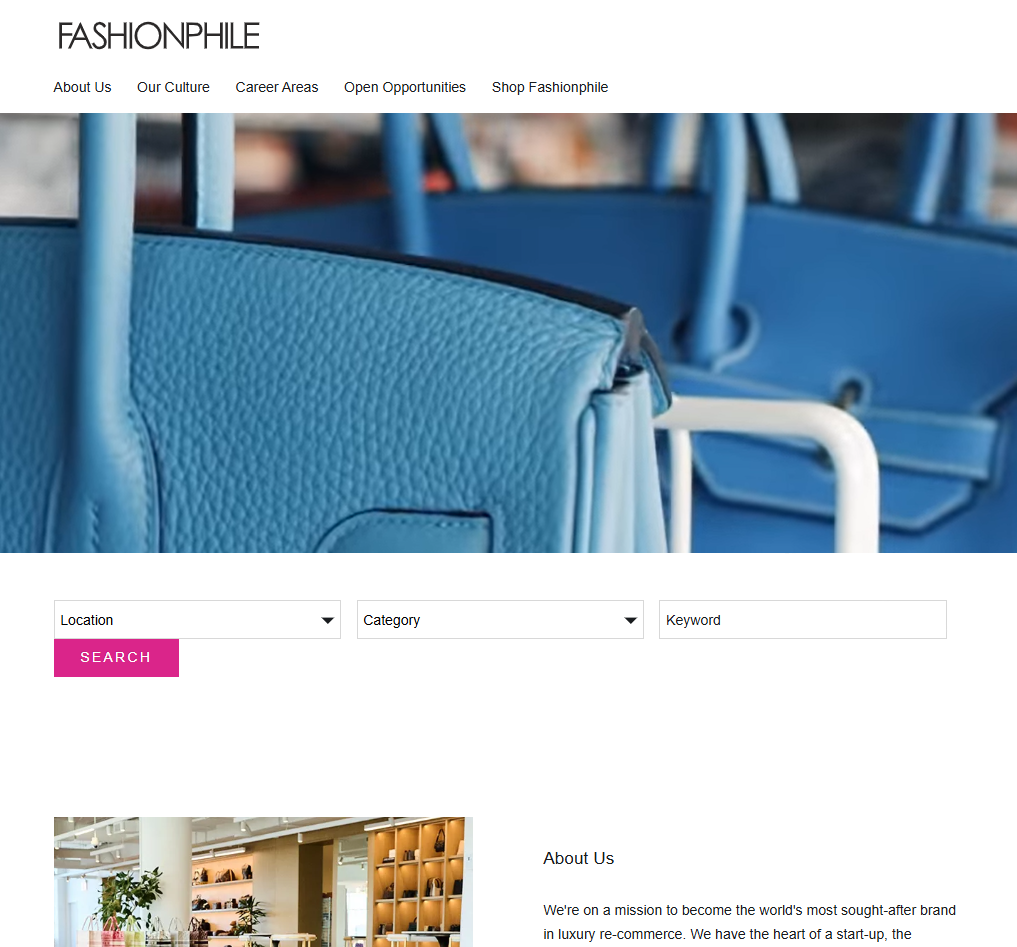 FASHIONPHILE
About Us Our Culture Career Areas Open Opportunities Shop Fashionphile
Location Category Keyword
SEARCH
About Us
We're on a mission to become the world's most sought-after brand
in luxury re-commerce. We have the heart of a start-up, the